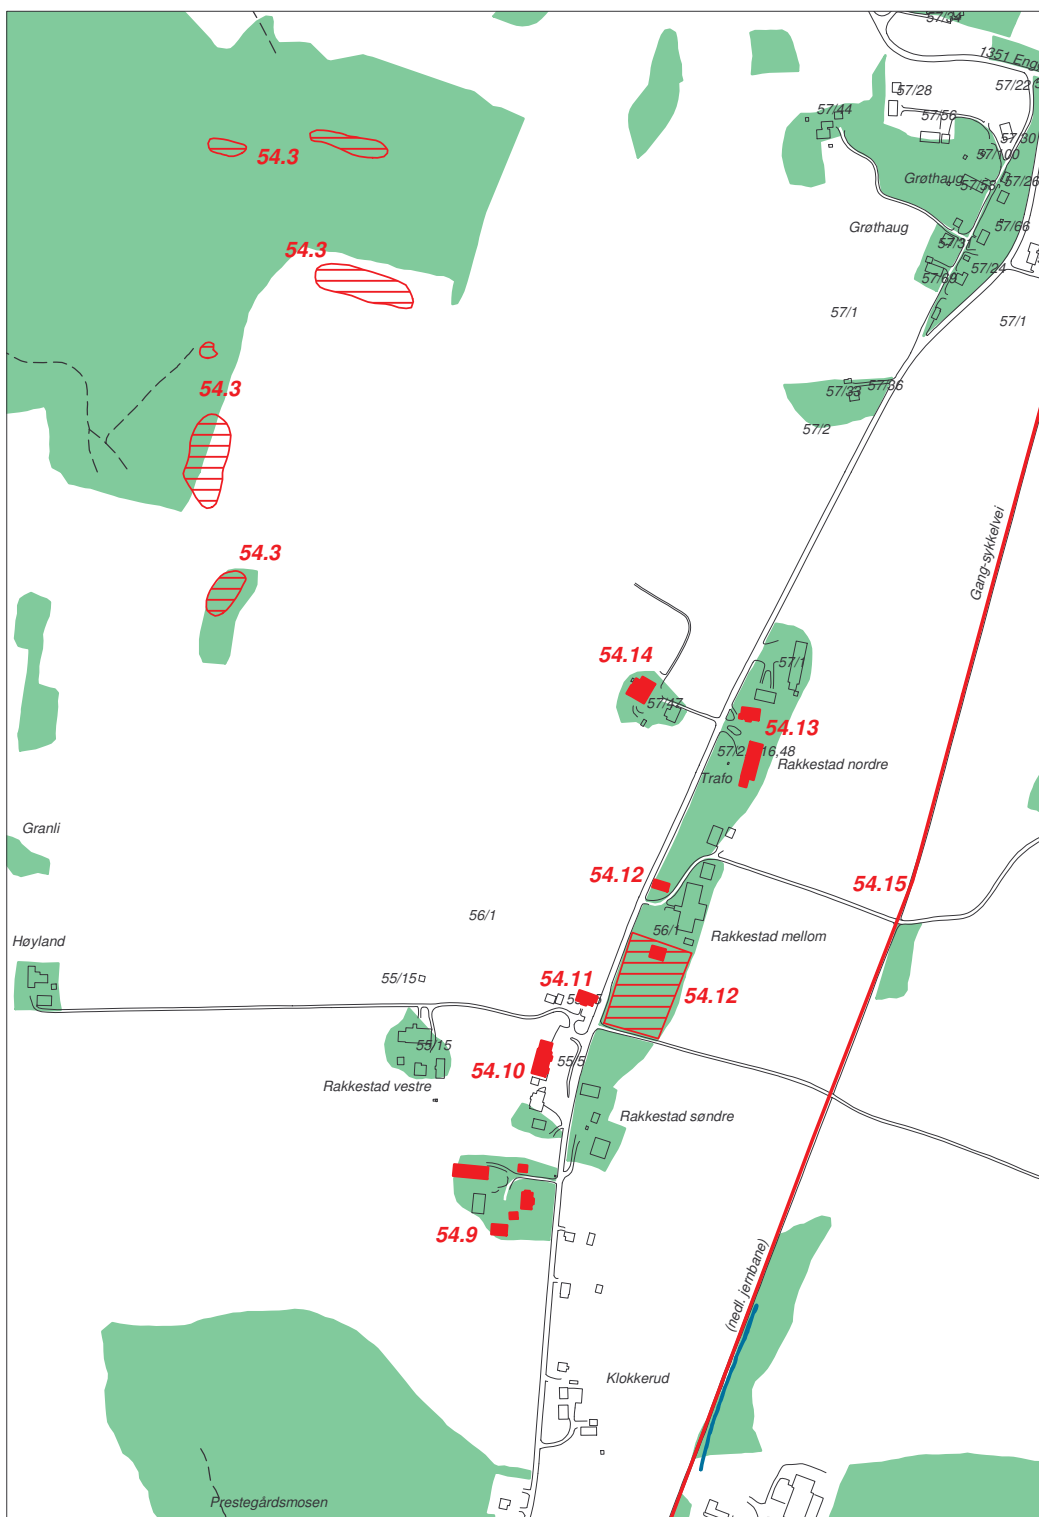 57/34
1351 Eng
57/22
57/28
57/44
57/56
57/30
57/100
Grøthaug
57/58
57/26
Grøthaug
57/66
57/31
57/24
57/69
57/1
57/1
54.3
54.3
54.3
57/36
57/33
57/2
54.3
Gang-sykkelvei
54.14
57/1
57/47
54.13
57/2
16,48
Rakkestad nordre
Trafo
Granli
54.12
54.15
56/1
56/1
Rakkestad mellom
Høyland
55/15
54.11
54.12
55/15
54.10
55/5
Rakkestad vestre
Rakkestad søndre
54.9
(nedl. jernbane)
Klokkerud
Prestegårdsmosen